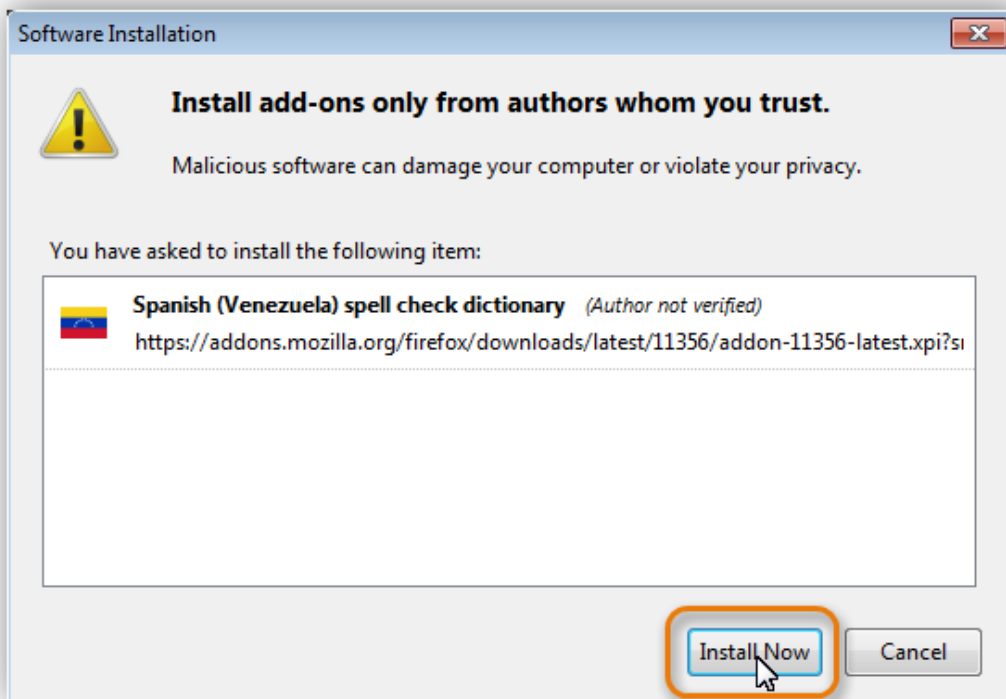 Software Installation
Install add-ons only from authors whom you trust.
Malicious software can damage your computer or violate your privacy.
You have asked to install the following item:
Spanish (Venezuela) spell check dictionary (Author not verified)
https://addons.mozilla.org/firefox/downloads/latest/11356/addon-11356-latest.xpi?s
Install Now Cancel